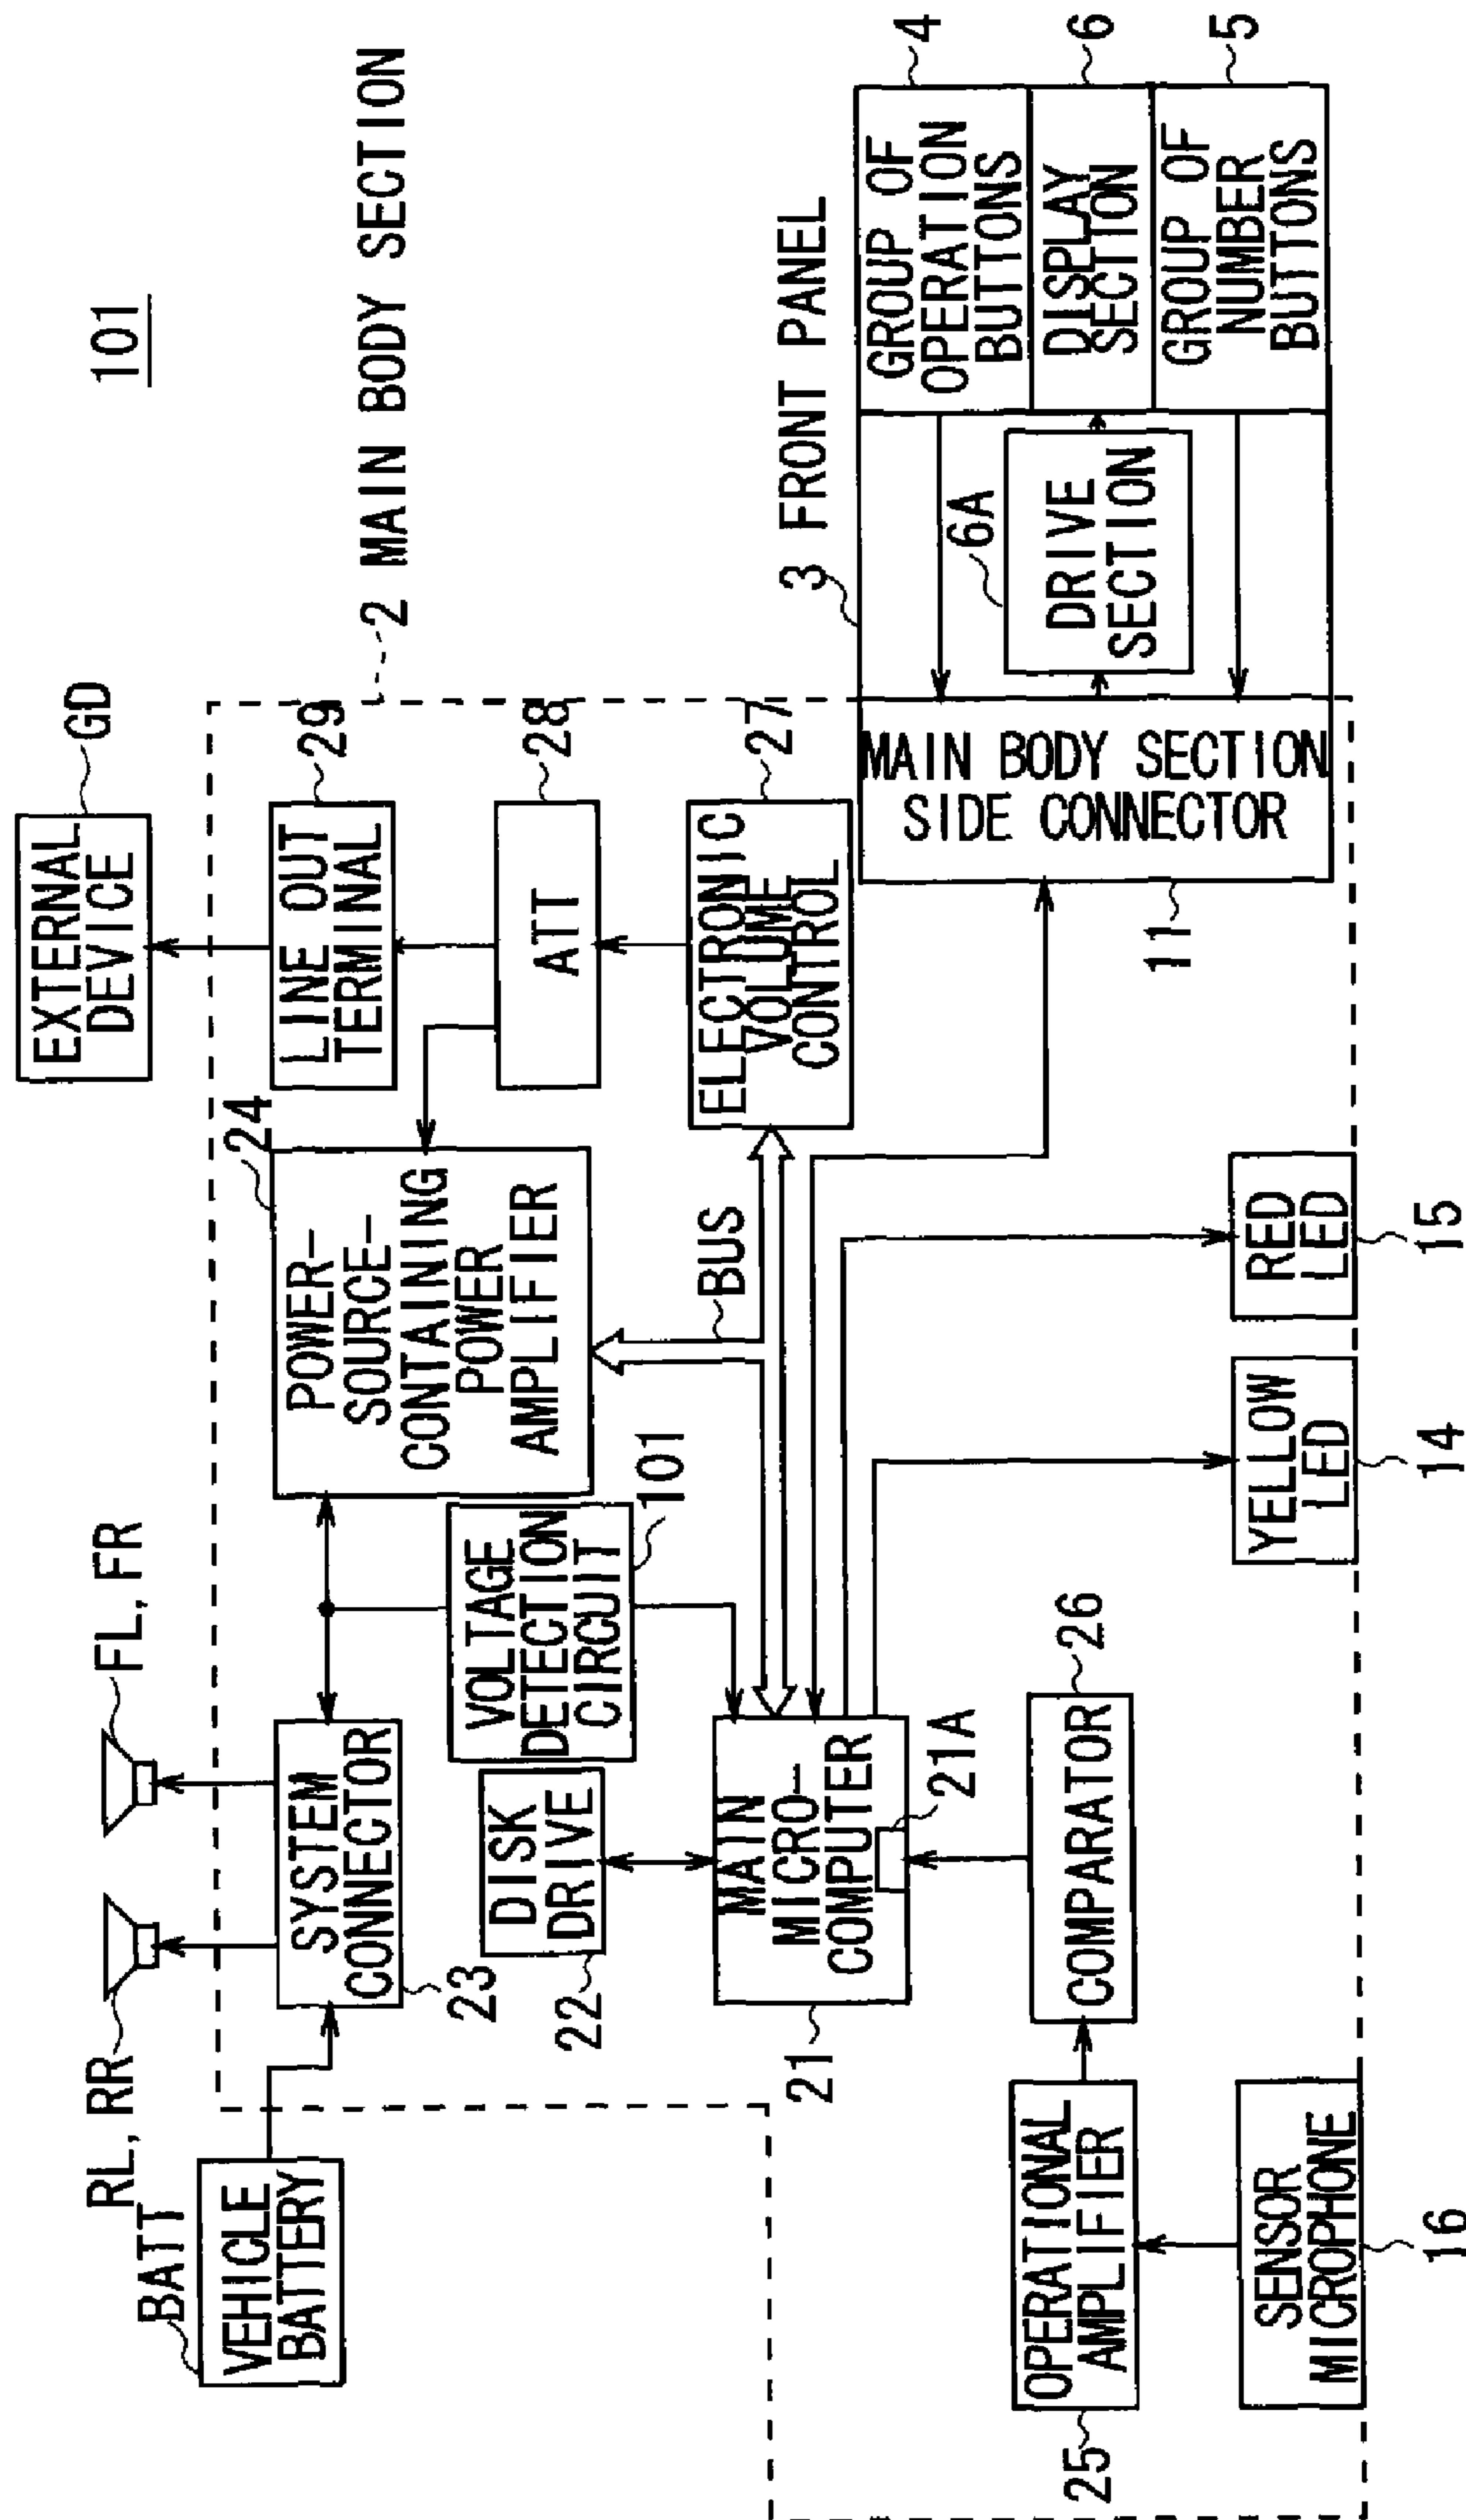 101
EXTERNAL
DEVICE
GD
2 MAIN BODY SECTION
RL, RR
FL, FR
BATT
VEHICLE
BATTERY
SYSTEM
CONNECTOR
23
POWER-
SOURCE-
CONTAINING
POWER
AMPLIFIER
24
LINE OUT
TERMINAL
29
VOLTAGE
DETECTION
CIRCUIT
101
DISK
DRIVE
22
ATT
28
BUS
ELECTRONIC
VOLUME
CONTROL
27
MAIN
MICRO-
COMPUTER
21
21A
3 FRONT PANEL
MAIN BODY SECTION
SIDE CONNECTOR
11
6A
DRIVE
SECTION
GROUP OF
OPERATION
BUTTONS
4
DISPLAY
SECTION
6
GROUP OF
NUMBER
BUTTONS
5
OPERATIONAL
AMPLIFIER
25
COMPARATOR
26
SENSOR
MICROPHONE
16
YELLOW
LED
14
RED
LED
15